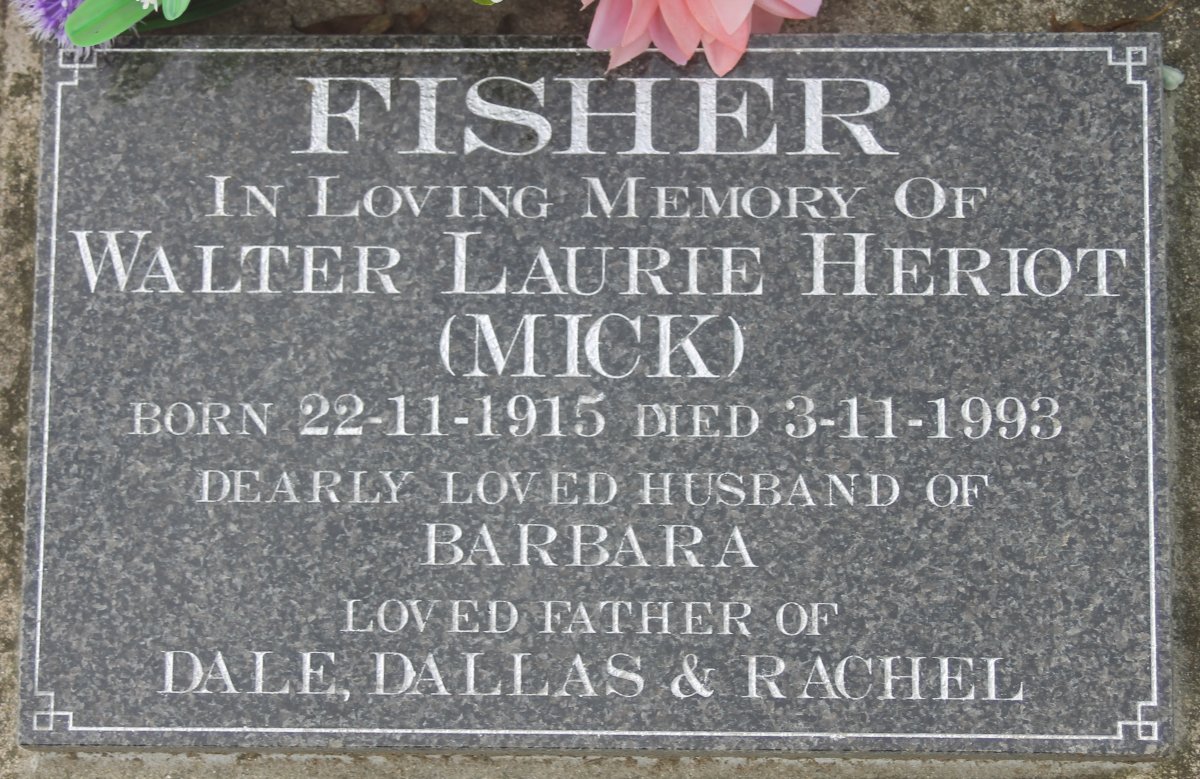 FISHER
IN LOVING MEMORY OF
WALTER LAURIE HERIOT
(MICK)
BORN 22-11-1915 DIED 3-11-1993
DEARLY LOVED HUSBAND OF
BARBARA
LOVED FATHER OF
DALE, DALLAS & RACHEL